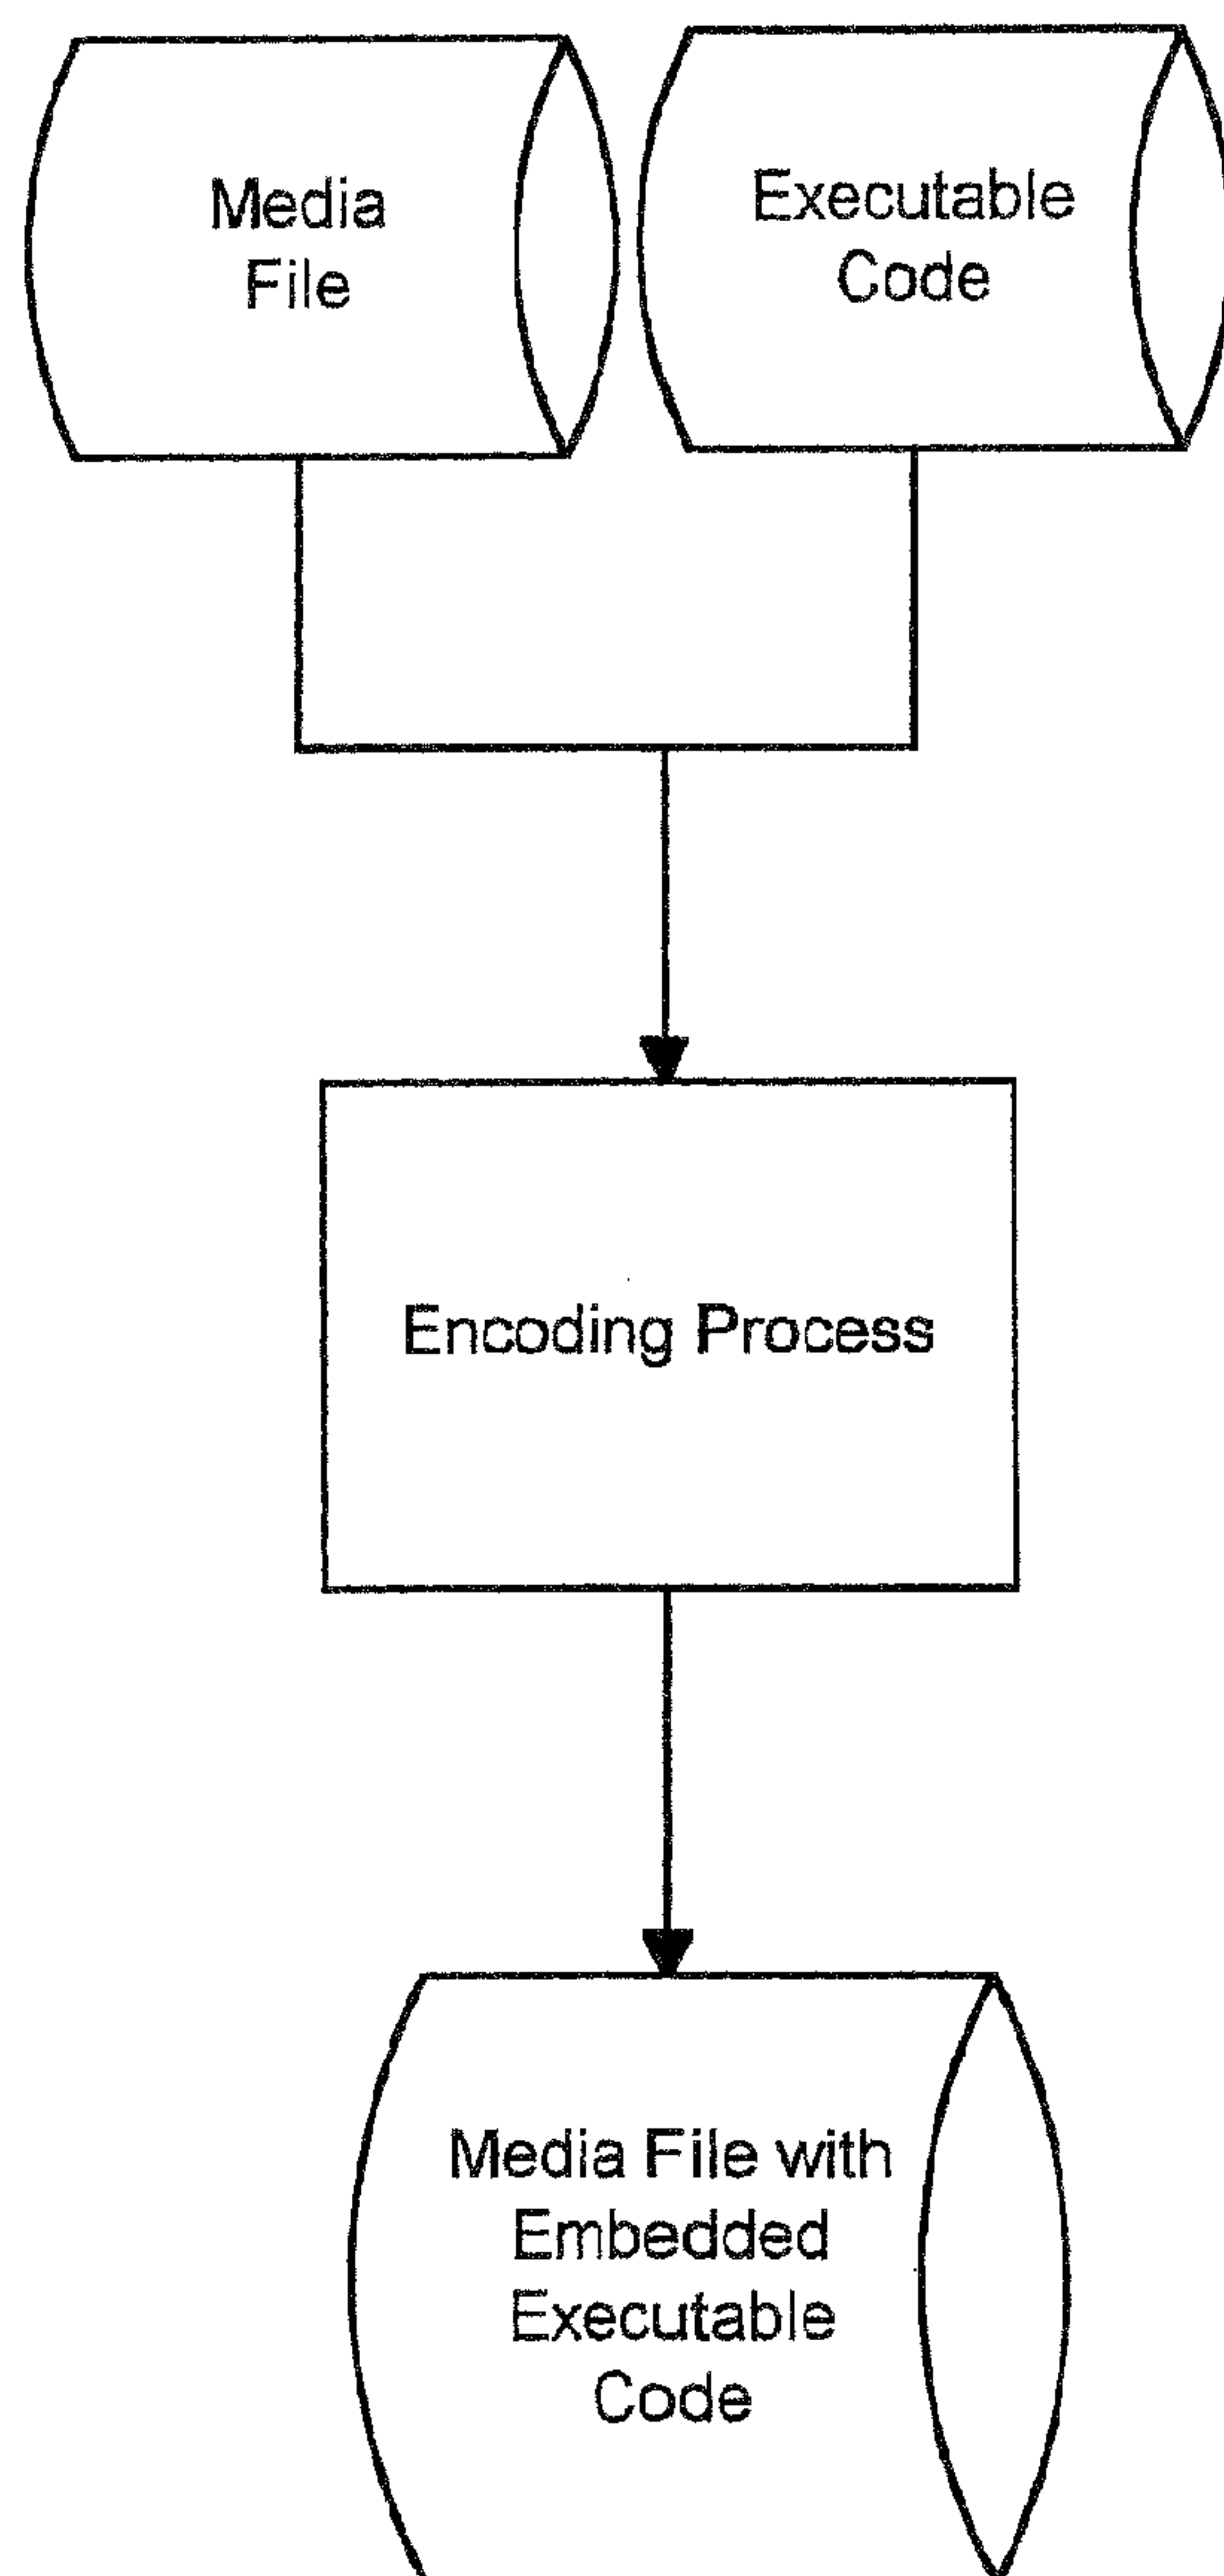 Media
File
Executable
Code
Encoding Process
Media File with
Embedded
Executable
Code